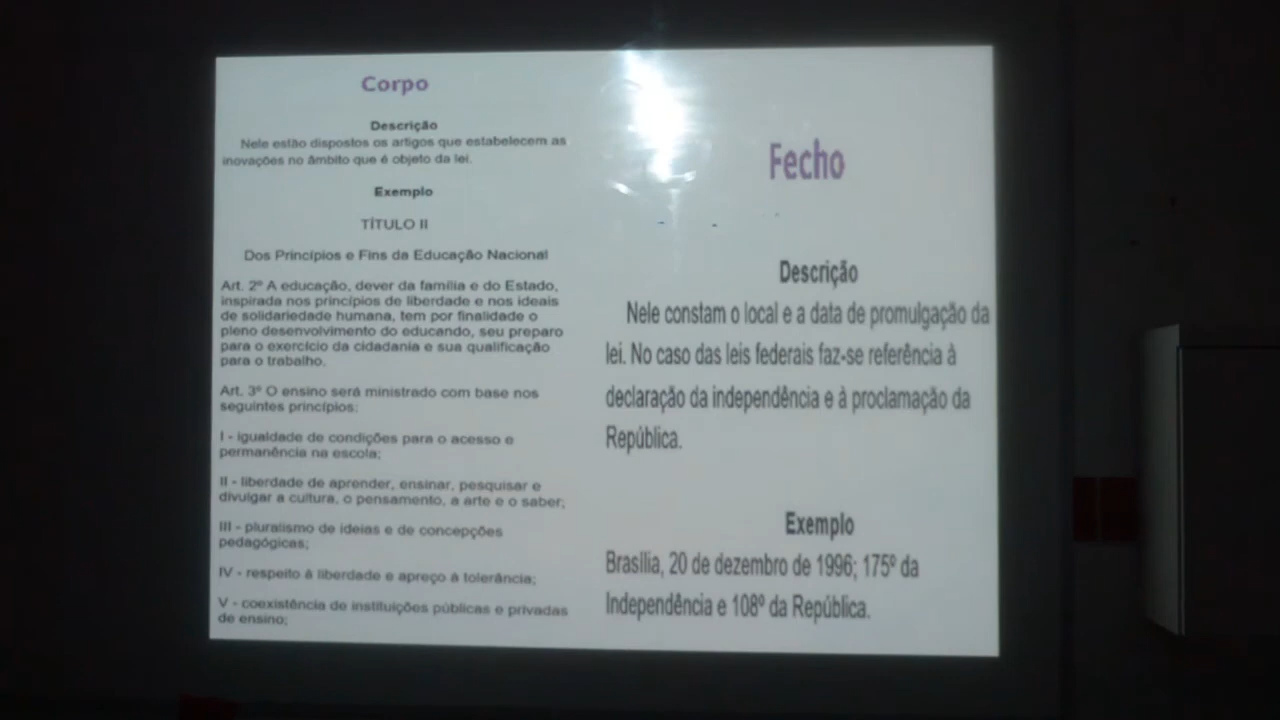 Corpo
Descrição
Nele estão dispostos os artigos que estabelecem as
inovações no âmbito que é objeto da lei.
Exemplo
TÍTULO II
Dos Princípios e Fins da Educação Nacional
Art. 2º A educação, dever da família e do Estado,
inspirada nos princípios de liberdade e nos ideais
de solidariedade humana, tem por finalidade o
pleno desenvolvimento do educando, seu preparo
para o exercício da cidadania e sua qualificação
para o trabalho.
Art. 3º O ensino será ministrado com base nos
seguintes princípios:
I - igualdade de condições para o acesso e
permanência na escola;
II - liberdade de aprender, ensinar, pesquisar e
divulgar a cultura, o pensamento, a arte e o saber;
III - pluralismo de ideias e de concepções
pedagógicas;
IV - respeito à liberdade e apreço à tolerância;
V - coexistência de instituições públicas e privadas
de ensino;
Fecho
Descrição
Nele constam o local e a data de promulgação da
lei. No caso das leis federais faz-se referência à
declaração da independência e à proclamação da
República.
Exemplo
Brasília, 20 de dezembro de 1996; 175º da
Independência e 108º da República.